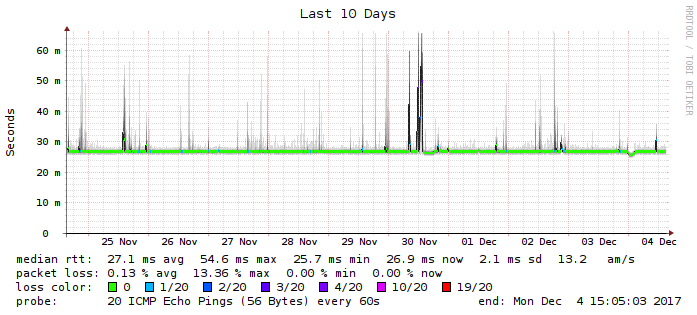 Last 10 Days
RRDTOOL / TOBI OETIKER
Seconds
60 m
50 m
40 m
30 m
20 m
10 m
0
25 Nov 26 Nov 27 Nov 28 Nov 29 Nov 30 Nov 01 Dec 02 Dec 03 Dec 04 Dec
median rtt: 27.1 ms avg 54.6 ms max 25.7 ms min 26.9 ms now 2.1 ms sd 13.2 am/s
packet loss: 0.13 % avg 13.36 % max 0.00 % min 0.00 % now
loss color: 0 1/20 2/20 3/20 4/20 10/20 19/20
probe: 20 ICMP Echo Pings (56 Bytes) every 60s end: Mon Dec 4 15:05:03 2017